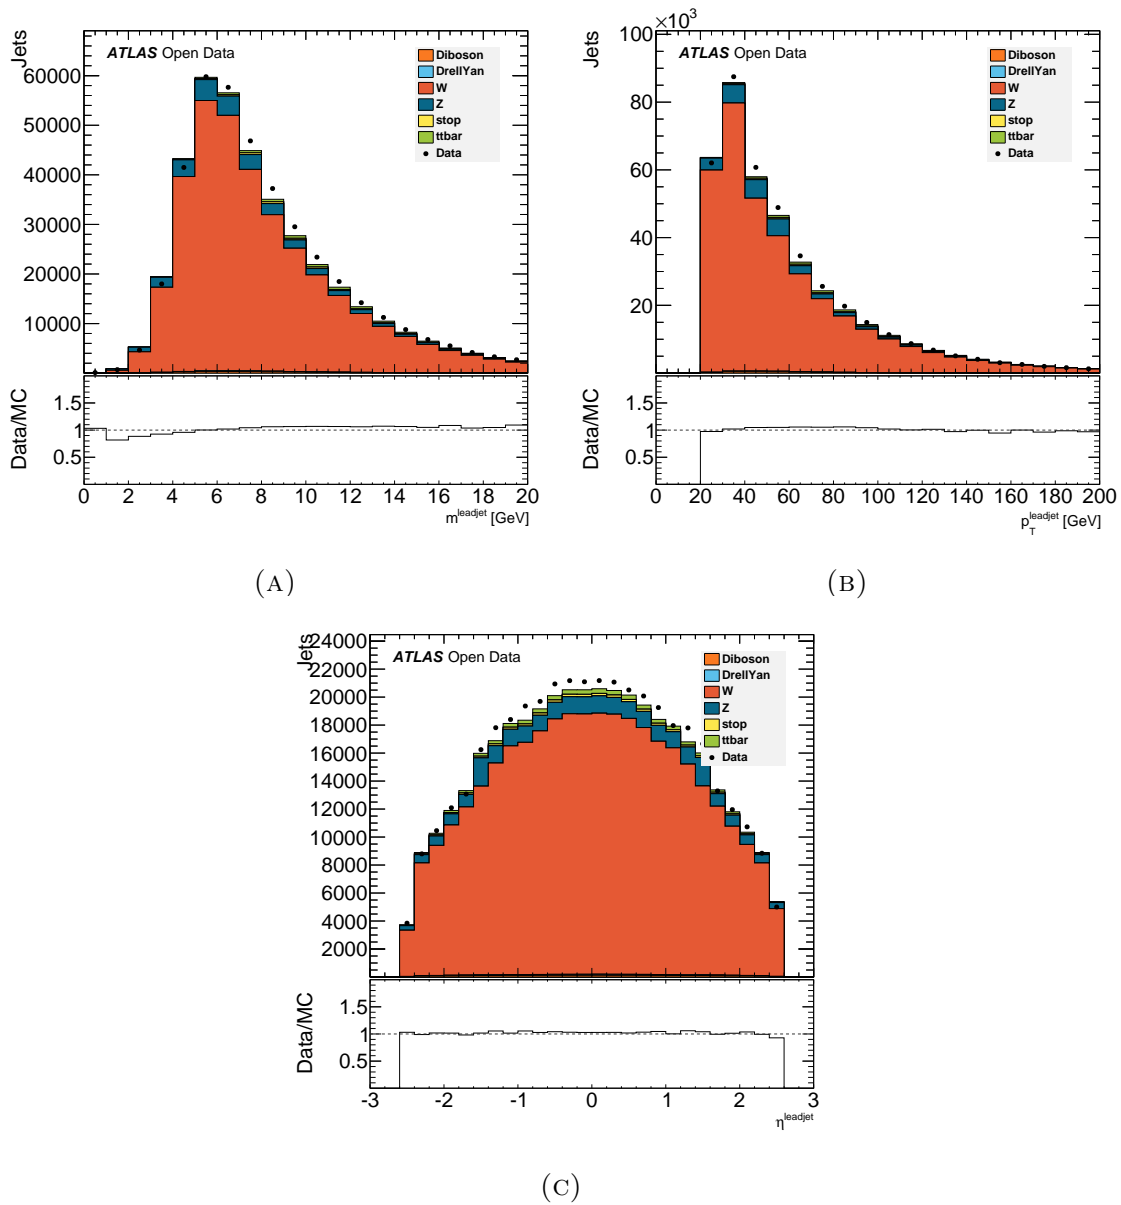 Jets
ATLAS Open Data
Diboson
DrellYan
W
Z
stop
ttbar
Data
60000
50000
40000
30000
20000
10000
Data/MC
1.5
1
0.5
0 2 4 6 8 10 12 14 16 18 20
m^leadjet [GeV]
(A)
Jets
×10³
ATLAS Open Data
Diboson
DrellYan
W
Z
stop
ttbar
Data
100
80
60
40
20
Data/MC
1.5
1
0.5
0 20 40 60 80 100 120 140 160 180 200
p_T^leadjet [GeV]
(B)
Jets
ATLAS Open Data
Diboson
DrellYan
W
Z
stop
ttbar
Data
24000
22000
20000
18000
16000
14000
12000
10000
8000
6000
4000
2000
Data/MC
1.5
1
0.5
-3 -2 -1 0 1 2 3
η^leadjet
(C)